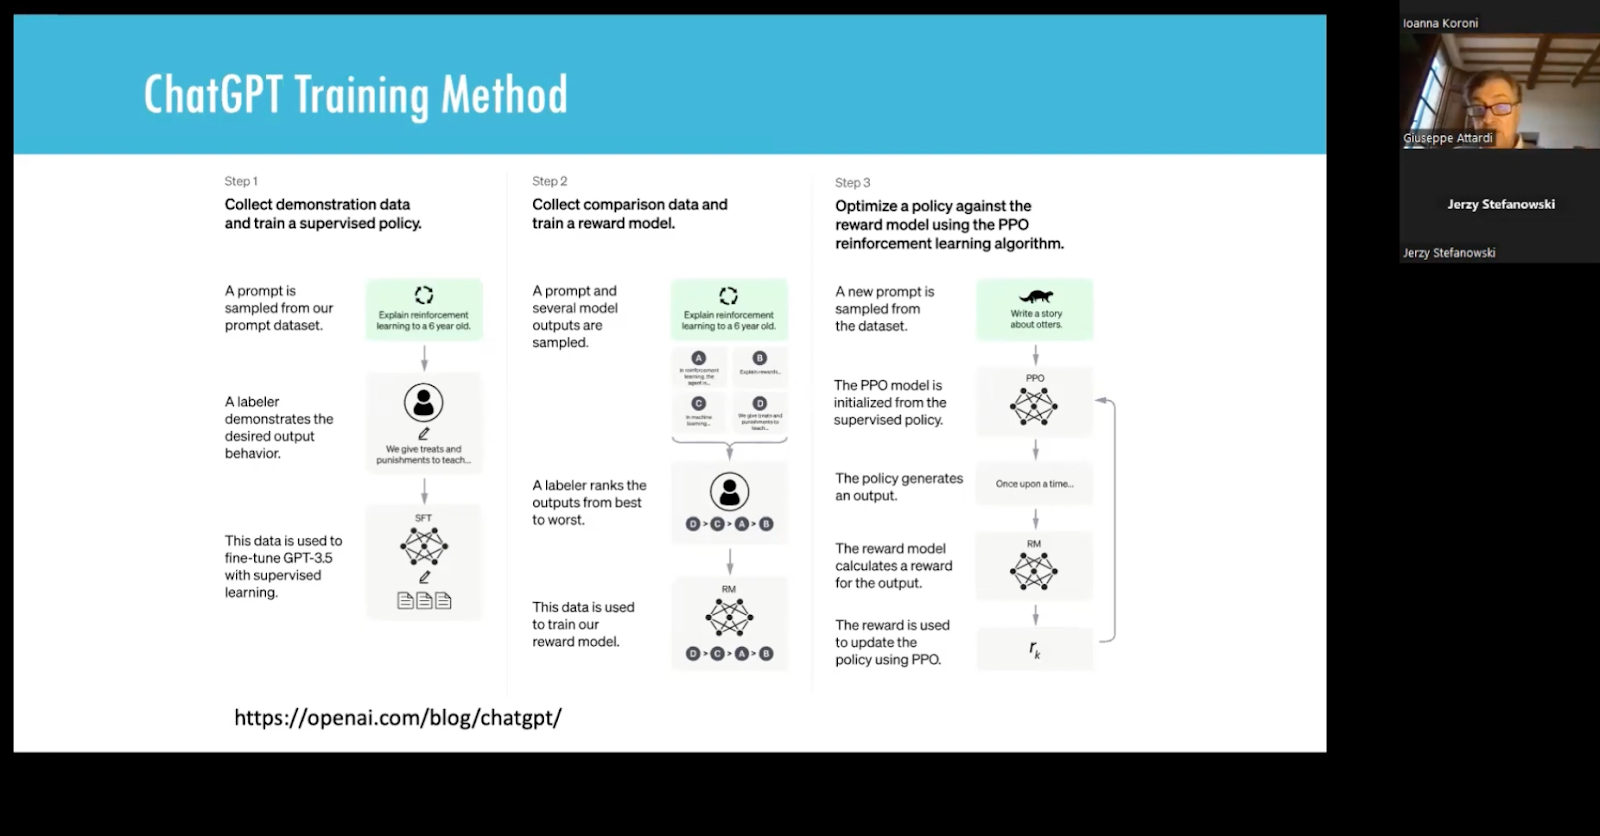 ChatGPT Training Method
Step 1
Collect demonstration data
and train a supervised policy.
A prompt is
sampled from our
prompt dataset.
Explain reinforcement
learning to a 6 year old.
A labeler
demonstrates the
desired output
behavior.
We give treats and
punishments to teach...
This data is used to
fine-tune GPT-3.5
with supervised
learning.
SFT
Step 2
Collect comparison data and
train a reward model.
A prompt and
several model
outputs are
sampled.
Explain reinforcement
learning to a 6 year old.
A
In reinforcement
learning, the
agent is...
B
Explain rewards...
C
In machine
learning...
D
We give treats and
punishments to
teach...
A labeler ranks the
outputs from best
to worst.
D > C > A > B
This data is used
to train our
reward model.
RM
D > C > A > B
Step 3
Optimize a policy against the
reward model using the PPO
reinforcement learning algorithm.
A new prompt is
sampled from
the dataset.
Write a story
about otters.
The PPO model is
initialized from the
supervised policy.
PPO
The policy generates
an output.
Once upon a time...
The reward model
calculates a reward
for the output.
RM
The reward is used
to update the
policy using PPO.
rk
https://openai.com/blog/chatgpt/
Ioanna Koroni
Giuseppe Attardi
Jerzy Stefanowski
Jerzy Stefanowski